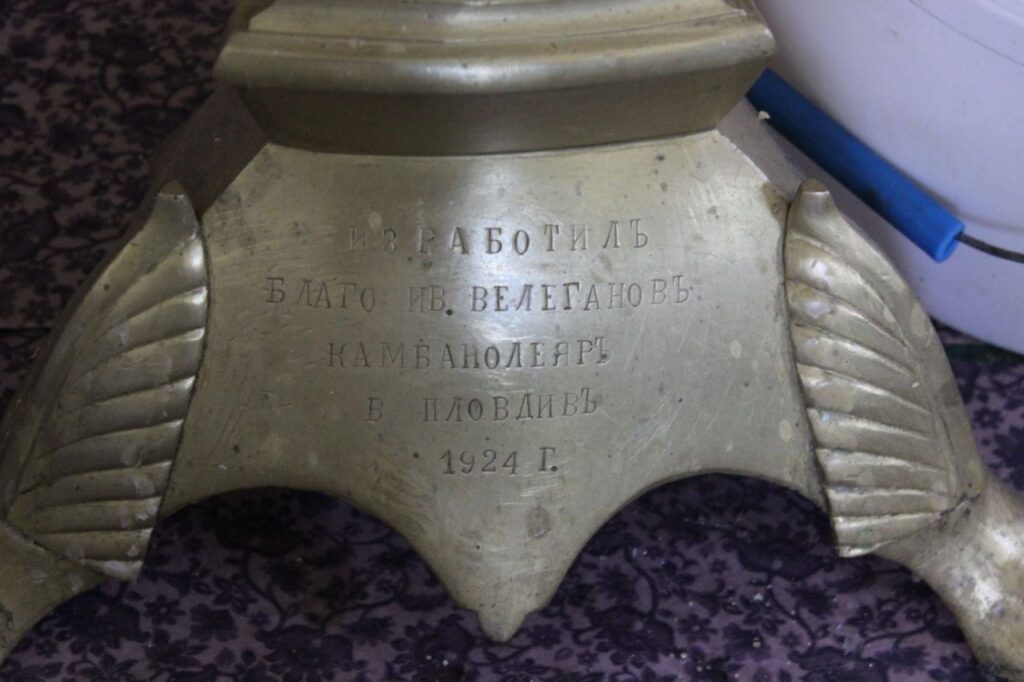 ИЗРАБОТИЛЪ
БЛАГО ИВ. ВЕЛЕГАНОВЪ
КАМБАНОЛЕЯРЪ
В ПЛОВДИВЪ
1924 Г.